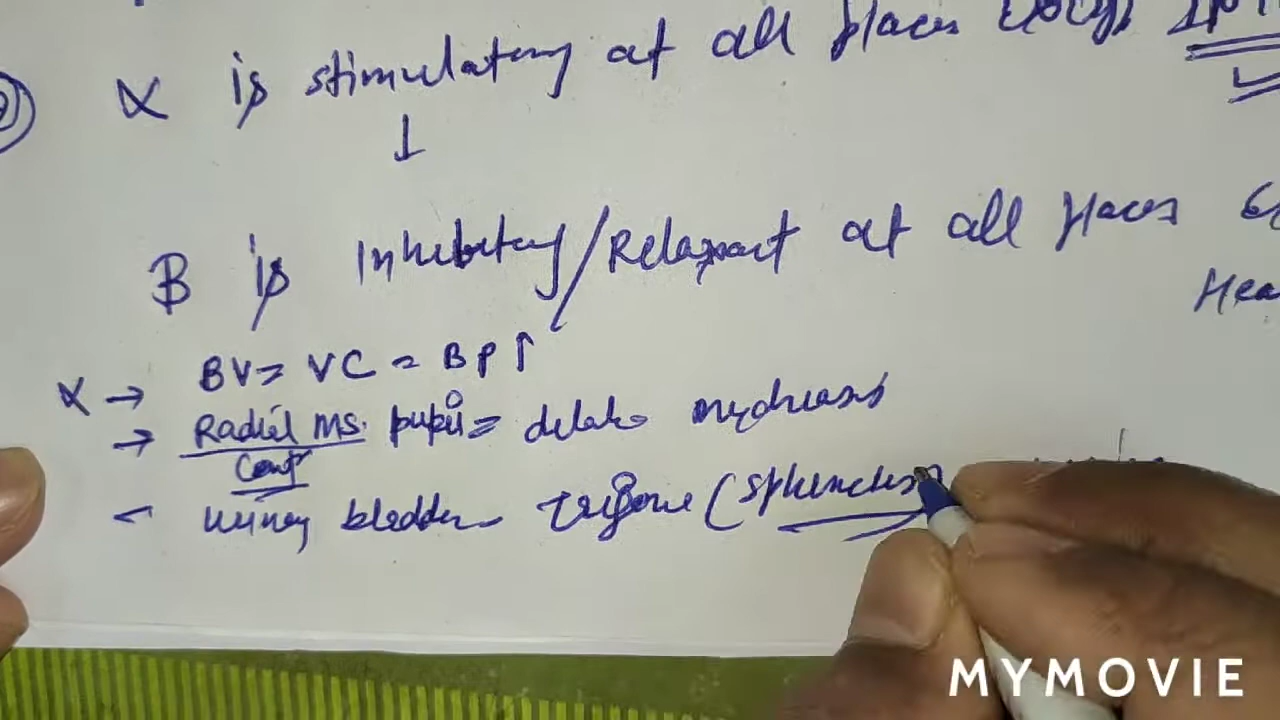 α is stimulatory at all places
↓
B is Inhibitory/Relaxant at all places
Hea
α → BV = VC = BP↑
→ Radial MS. pupil = dilate mydriasis
Cont
urinary bladder trigone (sphincter)
MYMOVIE